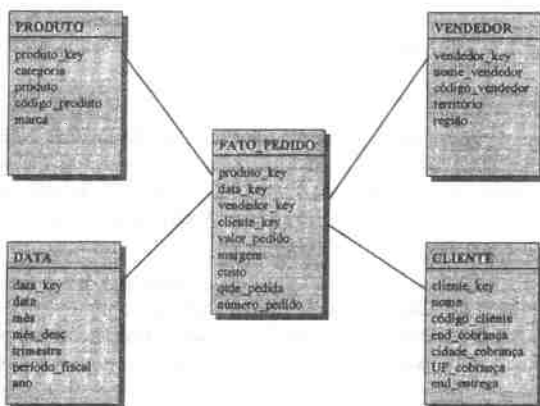 PRODUTO
produto_key
categoria
produto
código_produto
marca
VENDEDOR
vendedor_key
nome_vendedor
código_vendedor
território
região
FATO_PEDIDO
produto_key
data_key
vendedor_key
cliente_key
valor_pedido
margem
custo
qtde_pedida
número_pedido
DATA
data_key
data
mês
mês_desc
trimestre
período_fiscal
ano
CLIENTE
cliente_key
nome
código_cliente
end_cobrança
cidade_cobrança
UF_cobrança
end_entrega